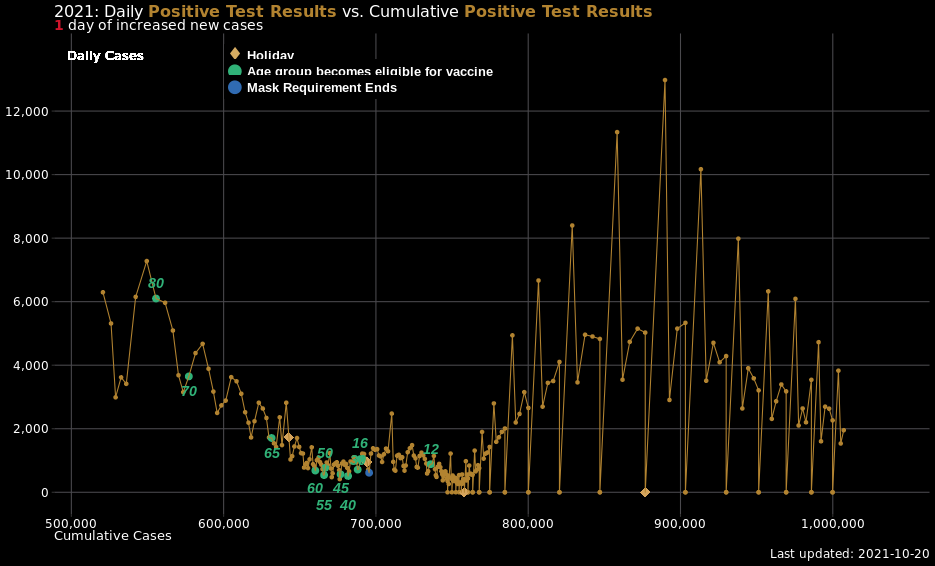 2021: Daily Positive Test Results vs. Cumulative Positive Test Results
1 day of increased new cases
Daily Cases
Holiday
Age group becomes eligible for vaccine
Mask Requirement Ends
12,000
10,000
8,000
6,000
4,000
2,000
0
80
70
65
60
55
50
45
40
16
12
500,000 600,000 700,000 800,000 900,000 1,000,000
Cumulative Cases
Last updated: 2021-10-20